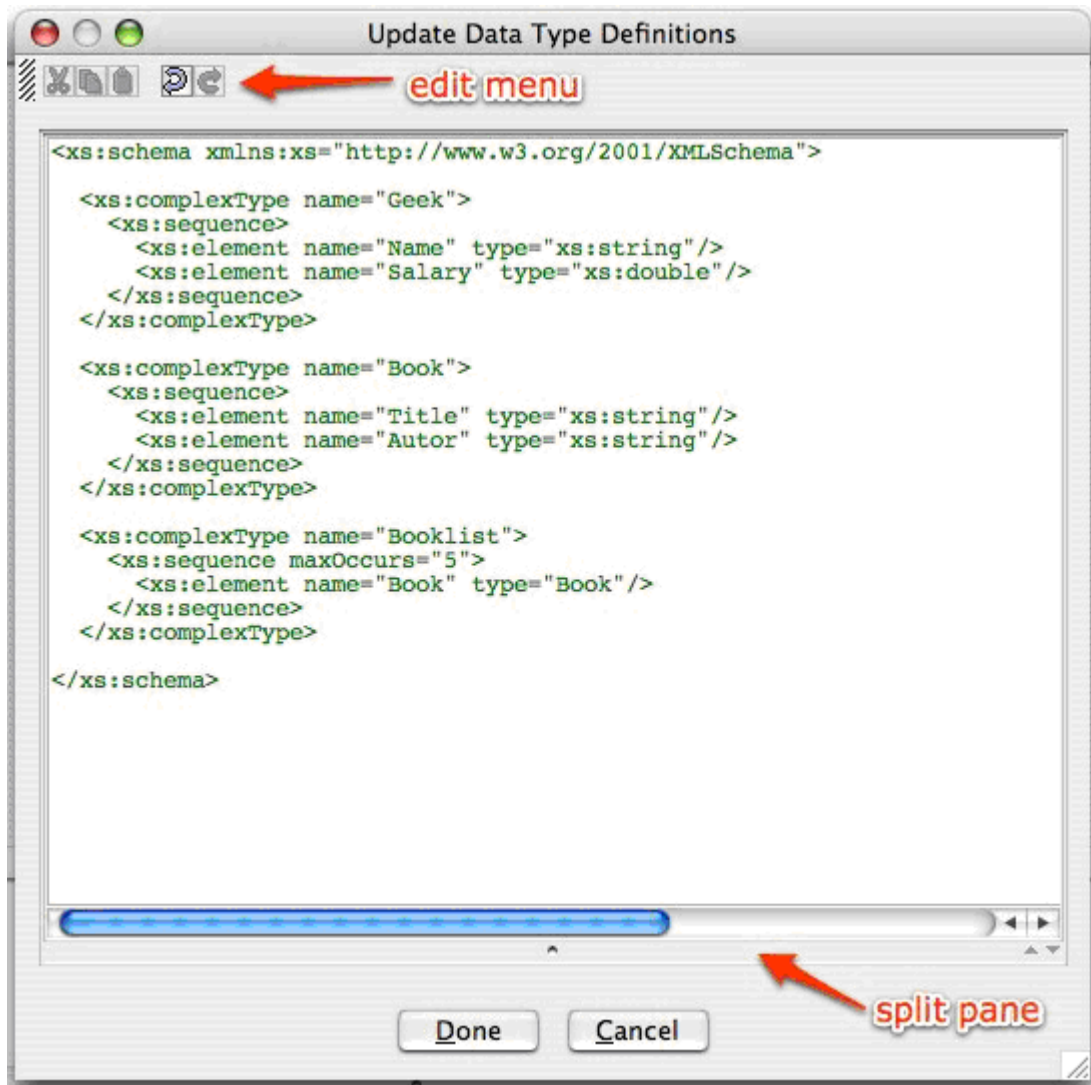 Update Data Type Definitions
edit menu
<xs:schema xmlns:xs="http://www.w3.org/2001/XMLSchema">
  <xs:complexType name="Geek">
    <xs:sequence>
      <xs:element name="Name" type="xs:string"/>
      <xs:element name="Salary" type="xs:double"/>
    </xs:sequence>
  </xs:complexType>
  <xs:complexType name="Book">
    <xs:sequence>
      <xs:element name="Title" type="xs:string"/>
      <xs:element name="Autor" type="xs:string"/>
    </xs:sequence>
  </xs:complexType>
  <xs:complexType name="Booklist">
    <xs:sequence maxOccurs="5">
      <xs:element name="Book" type="Book"/>
    </xs:sequence>
  </xs:complexType>
</xs:schema>
split pane
Done Cancel